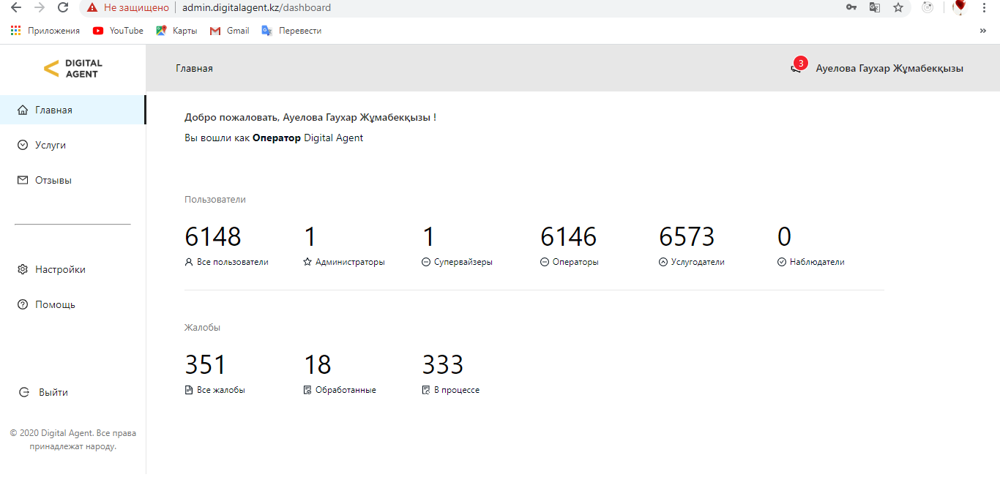 Не защищено | admin.digitalagent.kz/dashboard
Приложения YouTube Карты Gmail Перевести »
DIGITAL
AGENT
Главная
3 Ауелова Гаухар Жұмабекқызы
Главная
Услуги
Отзывы
Настройки
Помощь
Выйти
© 2020 Digital Agent. Все права
принадлежат народу.
Добро пожаловать, Ауелова Гаухар Жұмабекқызы !
Вы вошли как Оператор Digital Agent
Пользователи
6148 1 1 6146 6573 0
Все пользователи Администраторы Супервайзеры Операторы Услугодатели Наблюдатели
Жалобы
351 18 333
Все жалобы Обработанные В процессе